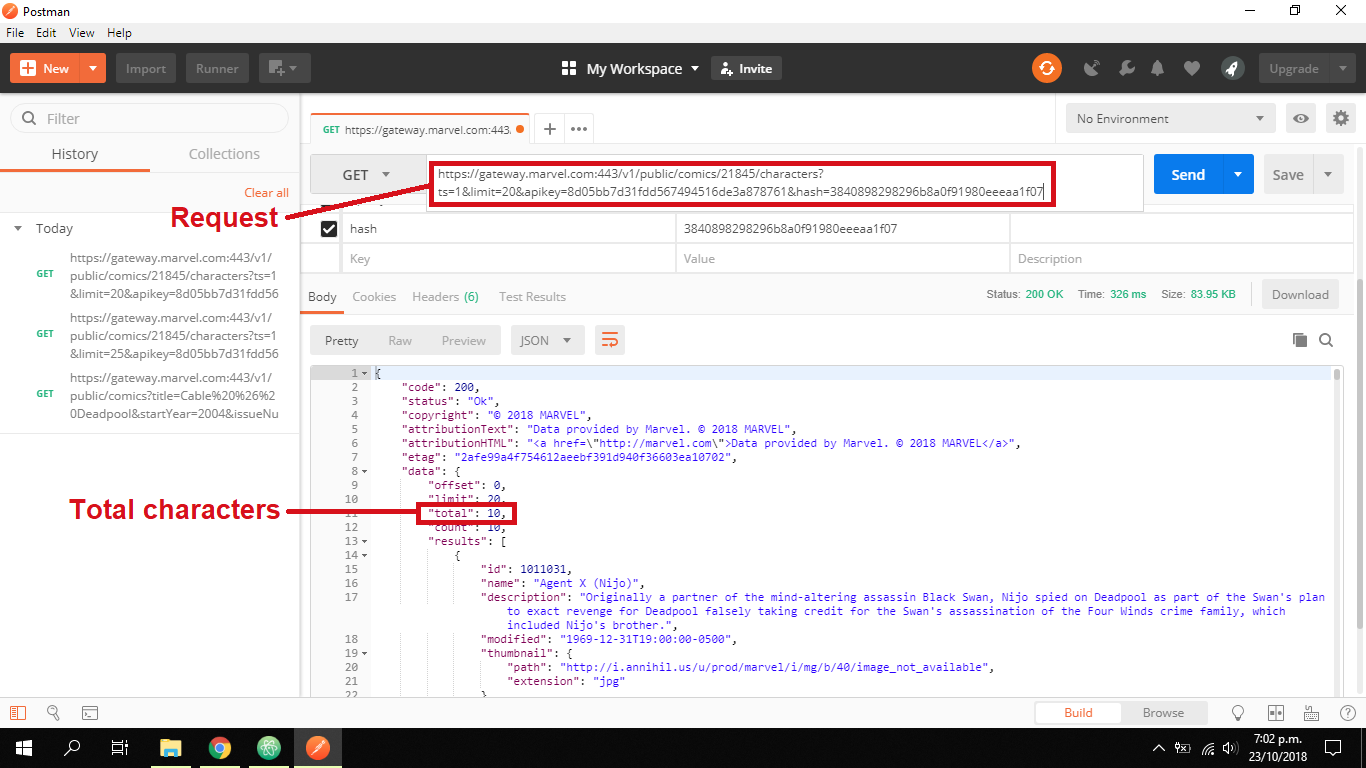 Postman
File Edit View Help
New Import Runner My Workspace Invite Upgrade
Filter
History Collections
Clear all
Today
GET https://gateway.marvel.com:443/v1/
public/comics/21845/characters?ts=1
&limit=20&apikey=8d05bb7d31fdd56
GET https://gateway.marvel.com:443/v1/
public/comics/21845/characters?ts=1
&limit=25&apikey=8d05bb7d31fdd56
GET https://gateway.marvel.com:443/v1/
public/comics?title=Cable%20%26%2
0Deadpool&startYear=2004&issueNu
Request
Total characters
GET https://gateway.marvel.com:443. + •••
No Environment
GET
https://gateway.marvel.com:443/v1/public/comics/21845/characters?
ts=1&limit=20&apikey=8d05bb7d31fdd567494516de3a878761&hash=3840898298296b8a0f91980eeeaa1f07
Send Save
hash 3840898298296b8a0f91980eeeaa1f07
Key Value Description
Body Cookies Headers (6) Test Results Status: 200 OK Time: 326 ms Size: 83.95 KB Download
Pretty Raw Preview JSON
1 {
2 "code": 200,
3 "status": "Ok",
4 "copyright": "© 2018 MARVEL",
5 "attributionText": "Data provided by Marvel. © 2018 MARVEL",
6 "attributionHTML": "<a href=\"http://marvel.com\">Data provided by Marvel. © 2018 MARVEL</a>",
7 "etag": "2afe99a4f754612aeebf391d940f36603ea10702",
8 "data": {
9 "offset": 0,
10 "limit": 20,
11 "total": 10,
12 "count": 10,
13 "results": [
14 {
15 "id": 1011031,
16 "name": "Agent X (Nijo)",
17 "description": "Originally a partner of the mind-altering assassin Black Swan, Nijo spied on Deadpool as part of the Swan's plan
to exact revenge for Deadpool falsely taking credit for the Swan's assassination of the Four Winds crime family, which
included Nijo's brother.",
18 "modified": "1969-12-31T19:00:00-0500",
19 "thumbnail": {
20 "path": "http://i.annihil.us/u/prod/marvel/i/mg/b/40/image_not_available",
21 "extension": "jpg"
22 }
Build Browse
7:02 p.m.
23/10/2018